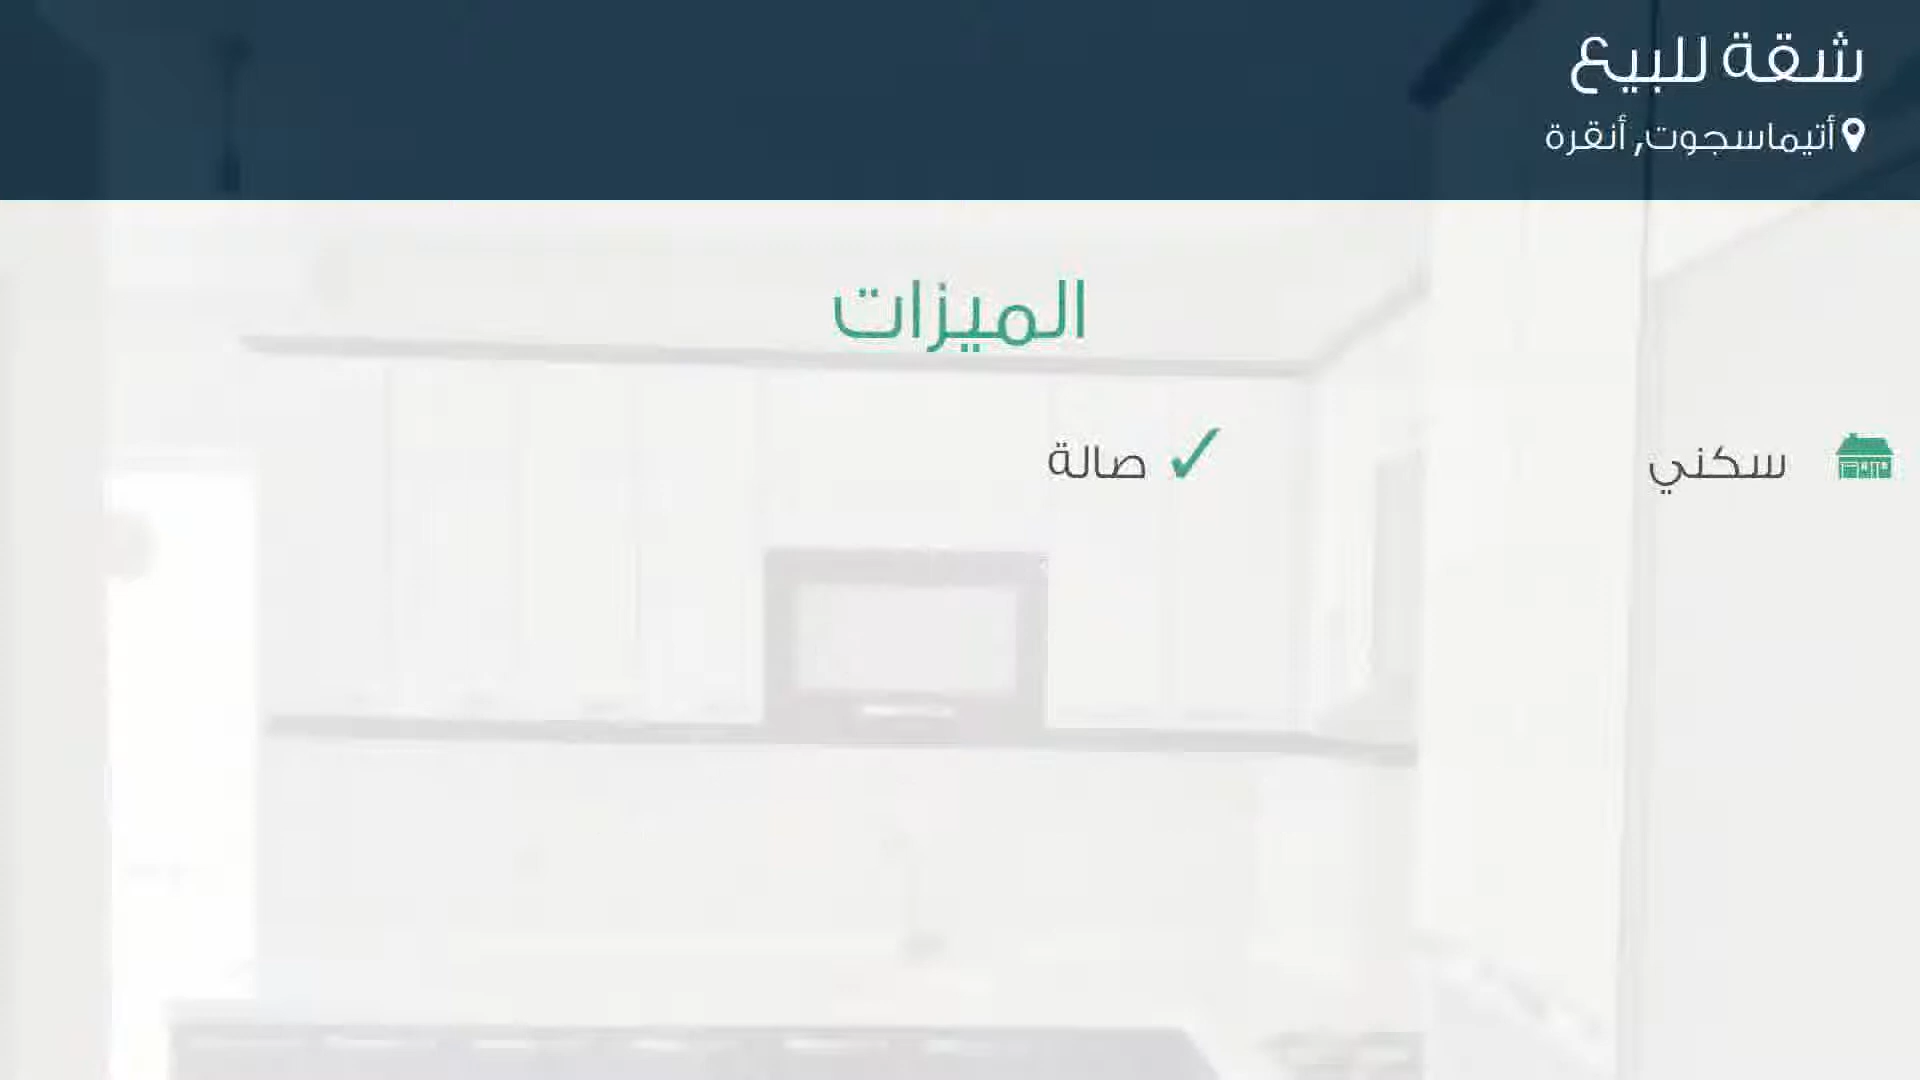 شقة للبيع
أتيماسجوت, أنقرة
الميزات
سكني
صالة